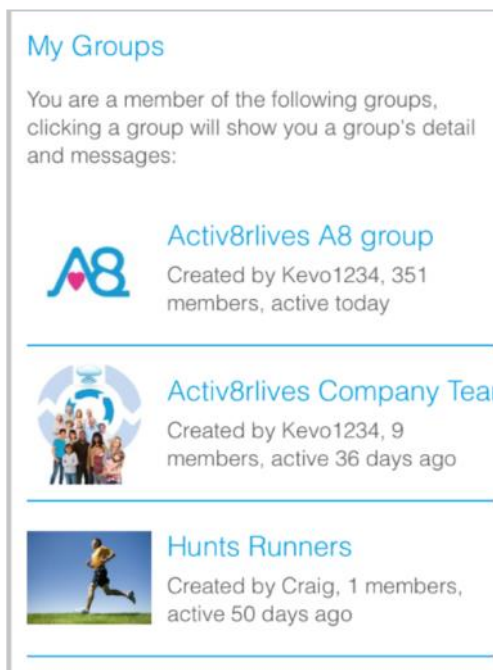 My Groups
You are a member of the following groups,
clicking a group will show you a group's detail
and messages:
A8
Activ8rlives A8 group
Created by Kevo1234, 351
members, active today
Activ8rlives Company Tea
Created by Kevo1234, 9
members, active 36 days ago
Hunts Runners
Created by Craig, 1 members,
active 50 days ago